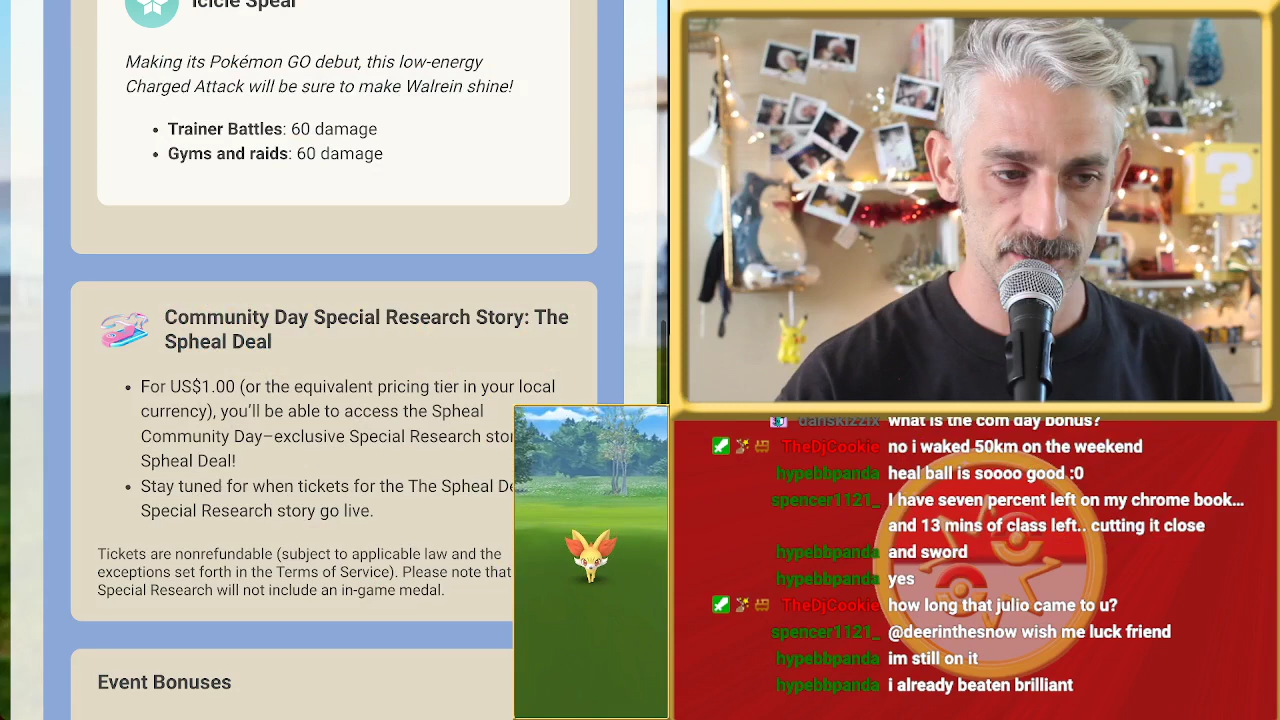 Icicle Spear
Making its Pokémon GO debut, this low-energy
Charged Attack will be sure to make Walrein shine!
• Trainer Battles: 60 damage
• Gyms and raids: 60 damage
Community Day Special Research Story: The
Spheal Deal
• For US$1.00 (or the equivalent pricing tier in your local
currency), you’ll be able to access the Spheal
Community Day–exclusive Special Research
Spheal Deal!
• Stay tuned for when tickets for the The Spheal
Special Research story go live.
Tickets are nonrefundable (subject to applicable law and the
exceptions set forth in the Terms of Service). Please note that
Special Research will not include an in-game medal.
Event Bonuses
?
danskizzlx what is the com day bonus?
TheDjCookie no i waked 50km on the weekend
hypebbpanda heal ball is soooo good :0
spencer1121_ I have seven percent left on my chrome book...
and 13 mins of class left.. cutting it close
hypebbpanda and sword
hypebbpanda yes
TheDjCookie how long that julio came to u?
spencer1121_ @deerinthesnow wish me luck friend
hypebbpanda im still on it
hypebbpanda i already beaten brilliant